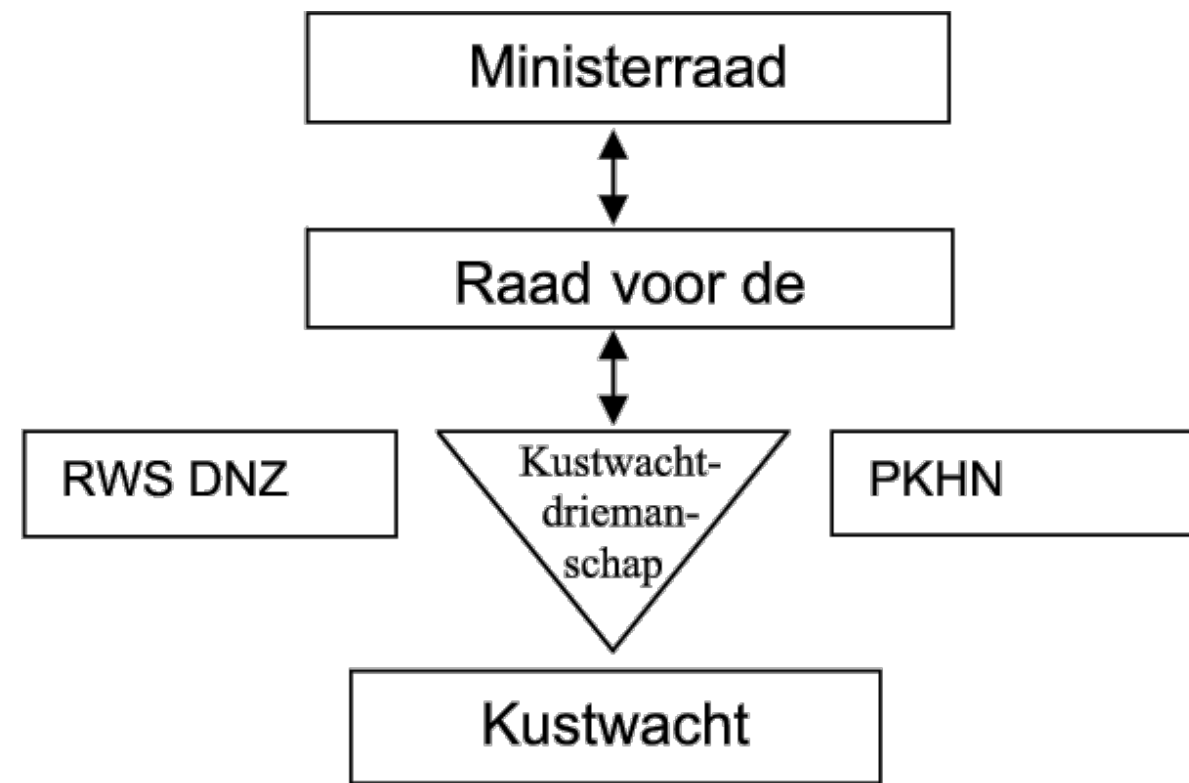 Ministerraad
Raad voor de
RWS DNZ
Kustwacht-
drieman-
schap
PKHN
Kustwacht